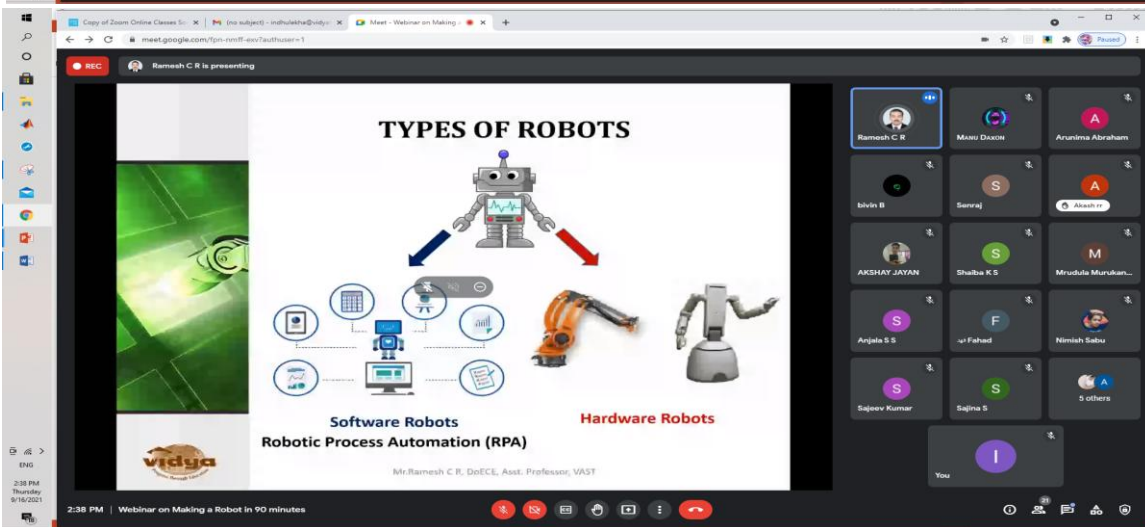 Copy of Zoom Online Classes Sc
(no subject) - indhulekha@vidya
Meet - Webinar on Making a
meet.google.com/fpn-nmff-exv?authuser=1
Paused
REC
Ramesh C R is presenting
TYPES OF ROBOTS
Software Robots
Robotic Process Automation (RPA)
Hardware Robots
vidya
Mr.Ramesh C R, DoECE, Asst. Professor, VAST
Ramesh C R
MANU DAXON
A
Arunima Abraham
bivin B
S
Senraj
A
Akash rr
AKSHAY JAYAN
S
Shaiba K S
M
Mrudula Murukan...
S
Anjala S S
F
Fahad
Nimish Sabu
S
Sajeev Kumar
S
Sajina S
A
5 others
I
You
ENG
2:38 PM
Thursday
9/16/2021
2:38 PM | Webinar on Making a Robot in 90 minutes
21